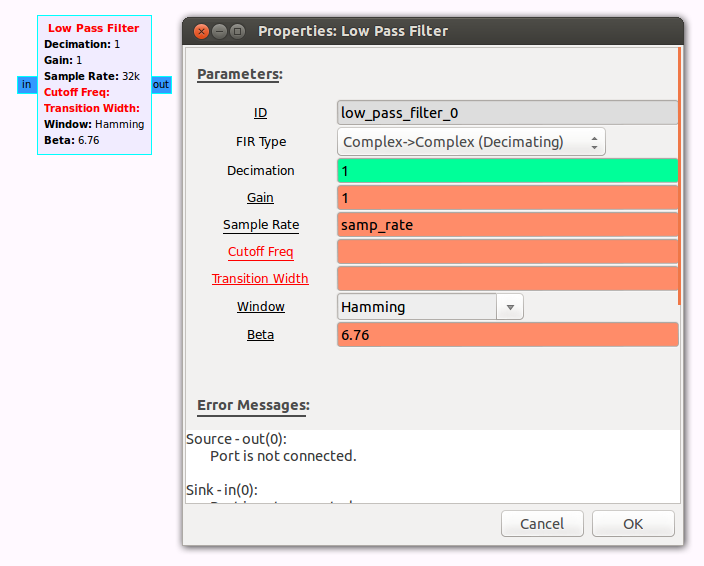 Low Pass Filter
Decimation: 1
Gain: 1
Sample Rate: 32k
Cutoff Freq:
Transition Width:
Window: Hamming
Beta: 6.76
in
out
Properties: Low Pass Filter
Parameters:
ID low_pass_filter_0
FIR Type Complex->Complex (Decimating)
Decimation 1
Gain 1
Sample Rate samp_rate
Cutoff Freq
Transition Width
Window Hamming
Beta 6.76
Error Messages:
Source - out(0):
Port is not connected.
Sink - in(0):
Cancel OK